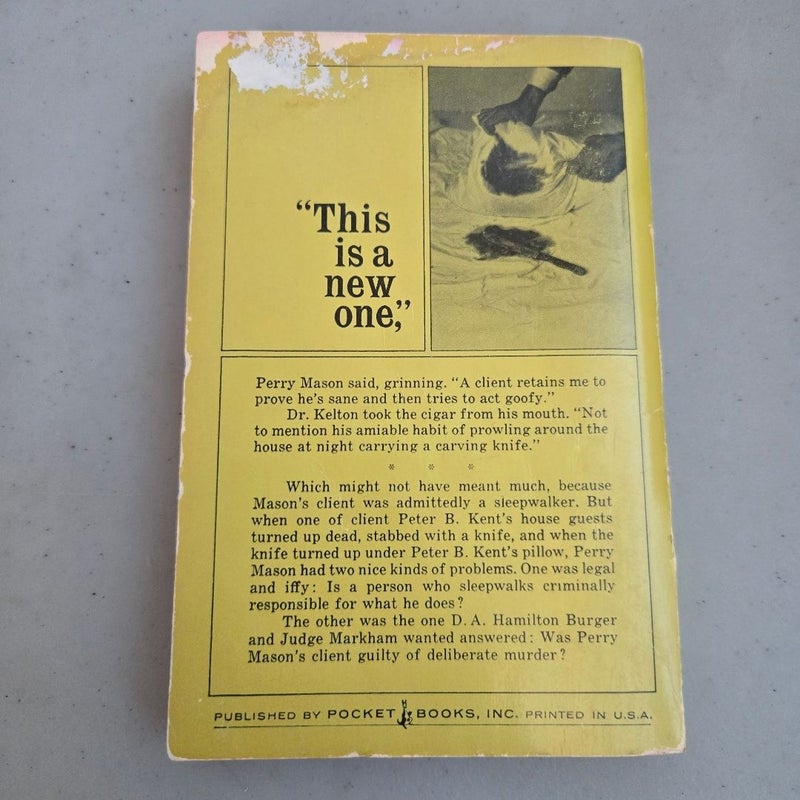 “This
is a
new
one,”
Perry Mason said, grinning. “A client retains me to
prove he’s sane and then tries to act goofy.”
Dr. Kelton took the cigar from his mouth. “Not
to mention his amiable habit of prowling around the
house at night carrying a carving knife.”
* * *
Which might not have meant much, because
Mason’s client was admittedly a sleepwalker. But
when one of client Peter B. Kent’s house guests
turned up dead, stabbed with a knife, and when the
knife turned up under Peter B. Kent’s pillow, Perry
Mason had two nice kinds of problems. One was legal
and iffy: Is a person who sleepwalks criminally
responsible for what he does?
The other was the one D. A. Hamilton Burger
and Judge Markham wanted answered: Was Perry
Mason’s client guilty of deliberate murder?
PUBLISHED BY POCKET BOOKS, INC. PRINTED IN U.S.A.